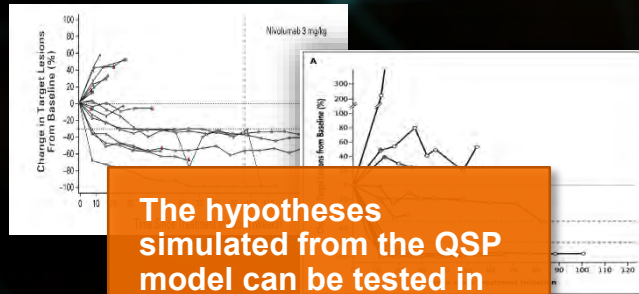 100
80
60
40
20
0
−20
−40
−60
−80
−100
Change in Target Lesions
From Baseline (%)
Nivolumab 3 mg/kg
0 10
A
300
200
100
80
60
40
Lesions from Baseline (%)
90 100 110 120
The hypotheses
simulated from the QSP
model can be tested in